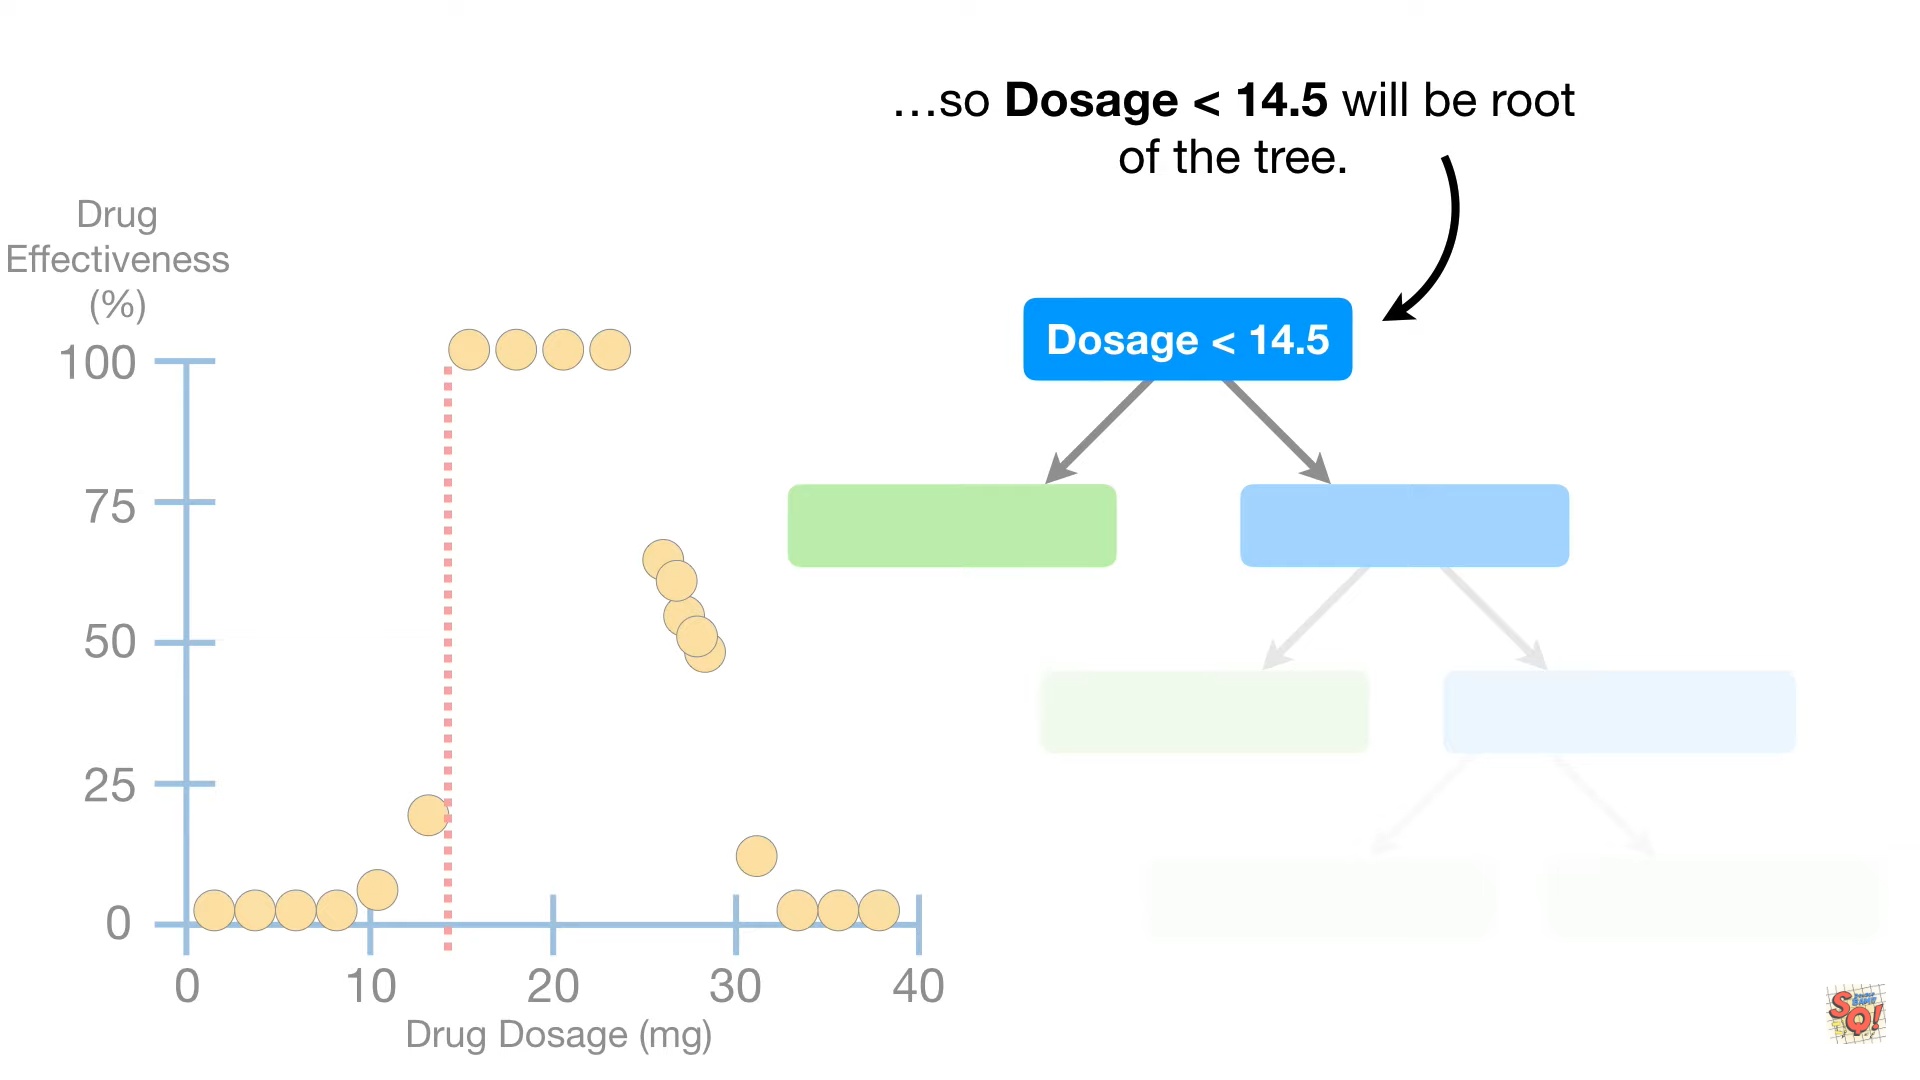 …so Dosage < 14.5 will be root
of the tree.
Drug
Effectiveness
(%)
Dosage < 14.5
100
75
50
25
0
0 10 20 30 40
Drug Dosage (mg)
SQ!